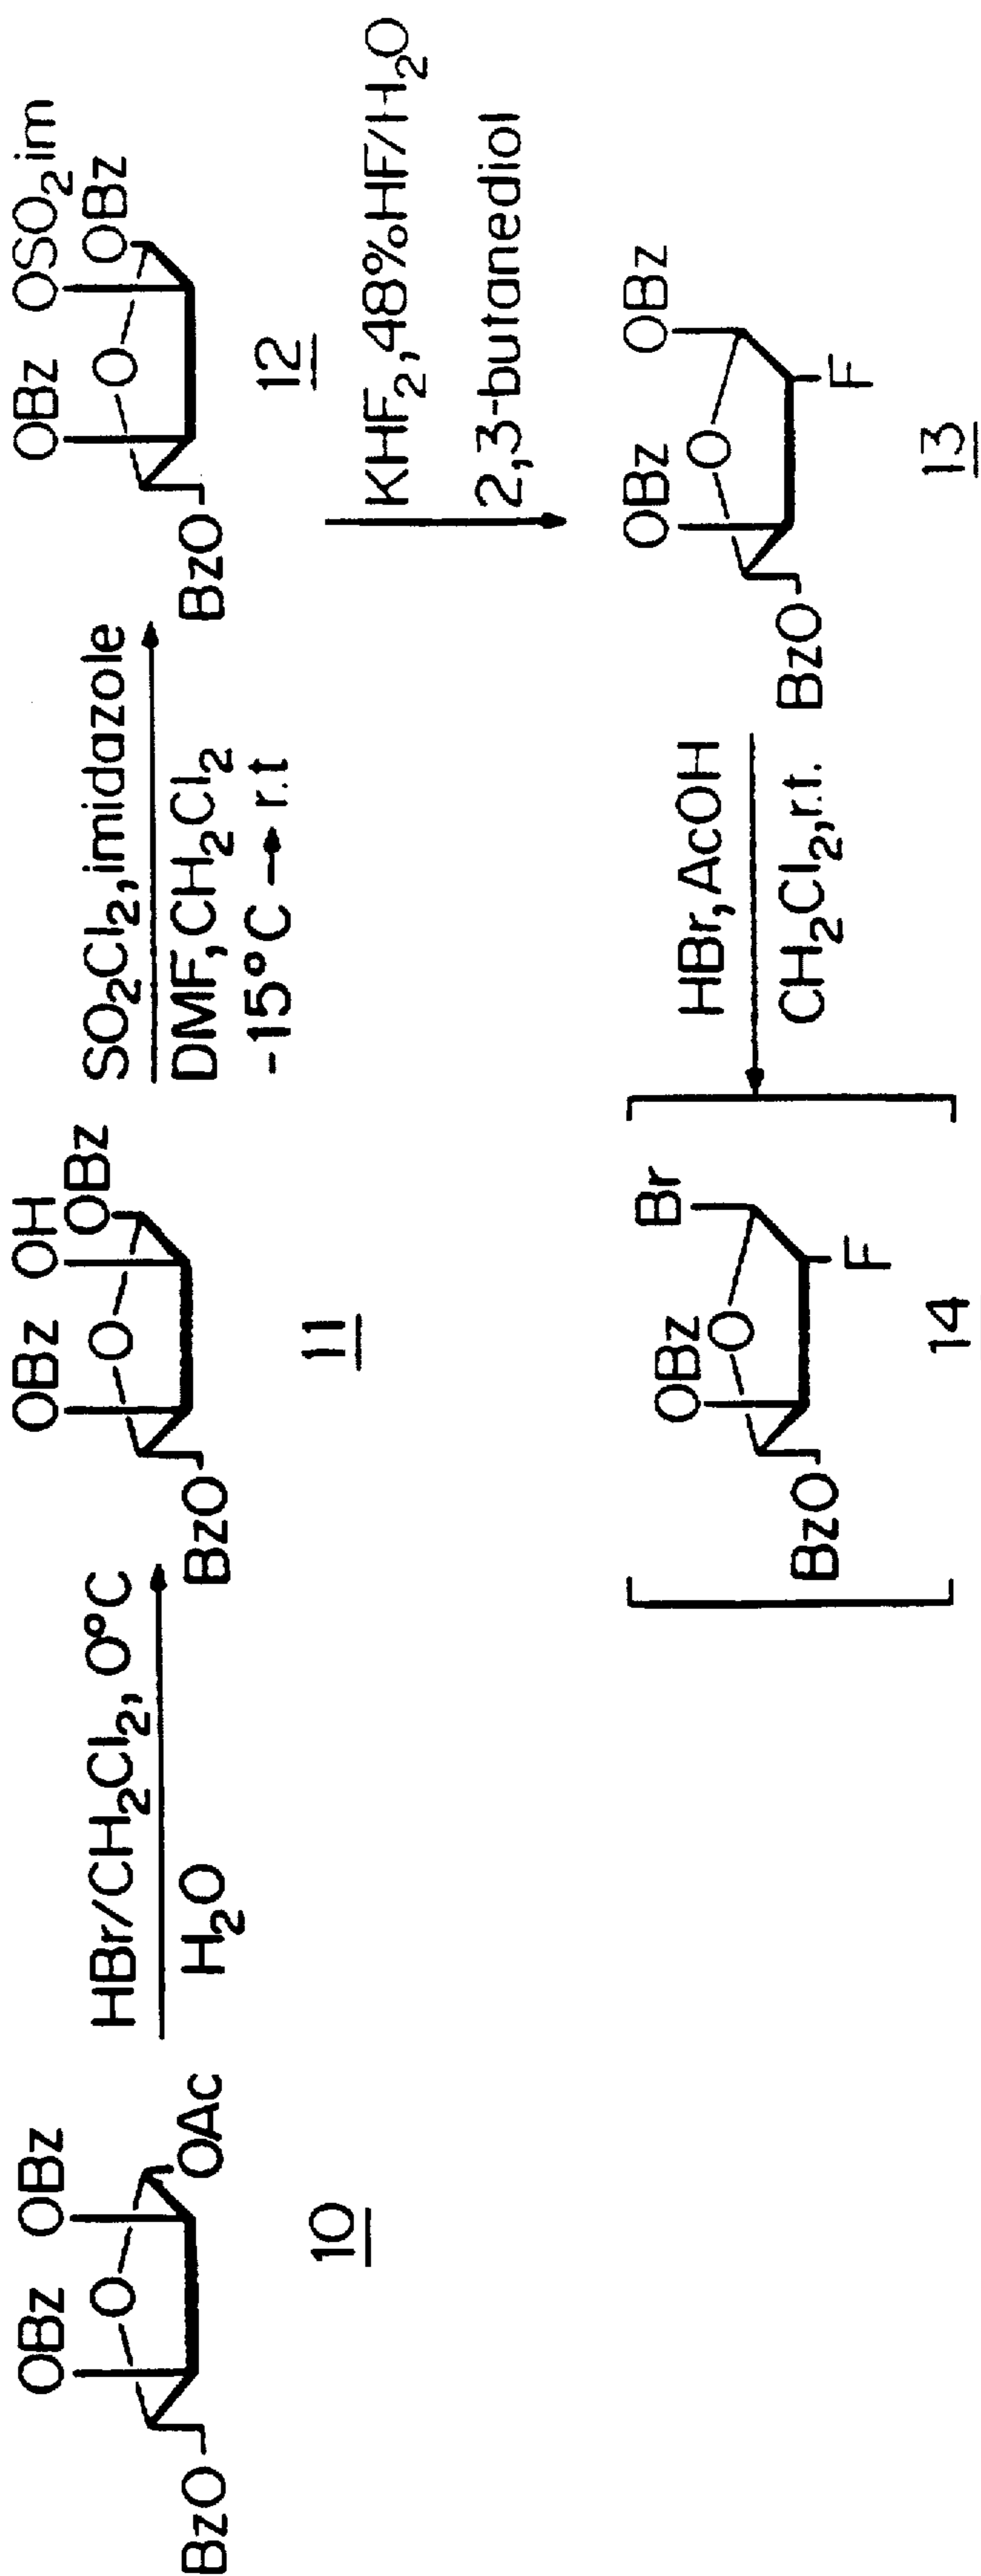 OBz OBz
O
BzO OAc
10
HBr/CH2Cl2, 0°C
H2O
OBz OH
O OBz
BzO
11
SO2Cl2, imidazole
DMF, CH2Cl2
-15°C → r.t
OBz OSO2im
O OBz
BzO
12
KHF2, 48% HF/H2O
2,3-butanediol
OBz OBz
O
BzO F
13
HBr, AcOH
CH2Cl2, r.t.
OBz Br
O
BzO F
14